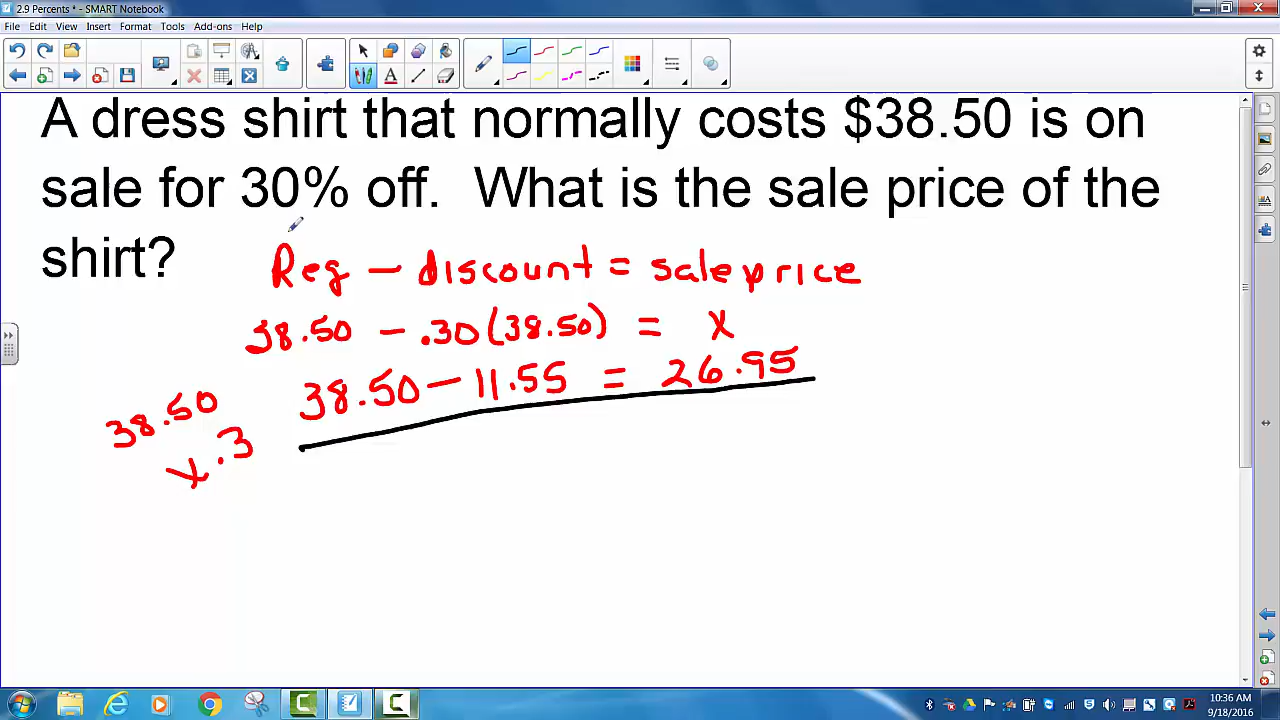 2.9 Percents * - SMART Notebook
File Edit View Insert Format Tools Add-ons Help
A dress shirt that normally costs $38.50 is on
sale for 30% off. What is the sale price of the
shirt?
Reg - discount = sale price
38.50 - .30(38.50) = x
38.50 - 11.55 = 26.95
38.50
x .3
10:36 AM
9/18/2016